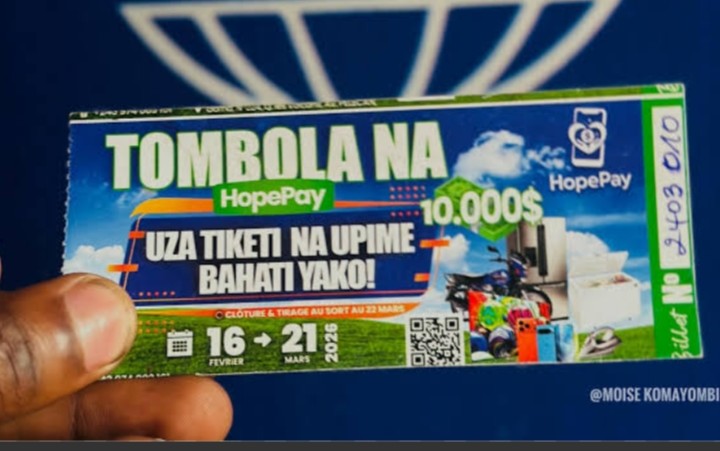 TOMBOLA NA
HopePay
10.000$
UZA TIKETI NA UPIME
BAHATI YAKO!
CLÔTURE & TIRAGE AU SORT AU 22 MARS
16 → 21
FEVRIER MARS
2026
HopePay
Billet Nº 2403 010
@MOISE KOMAYOMBI